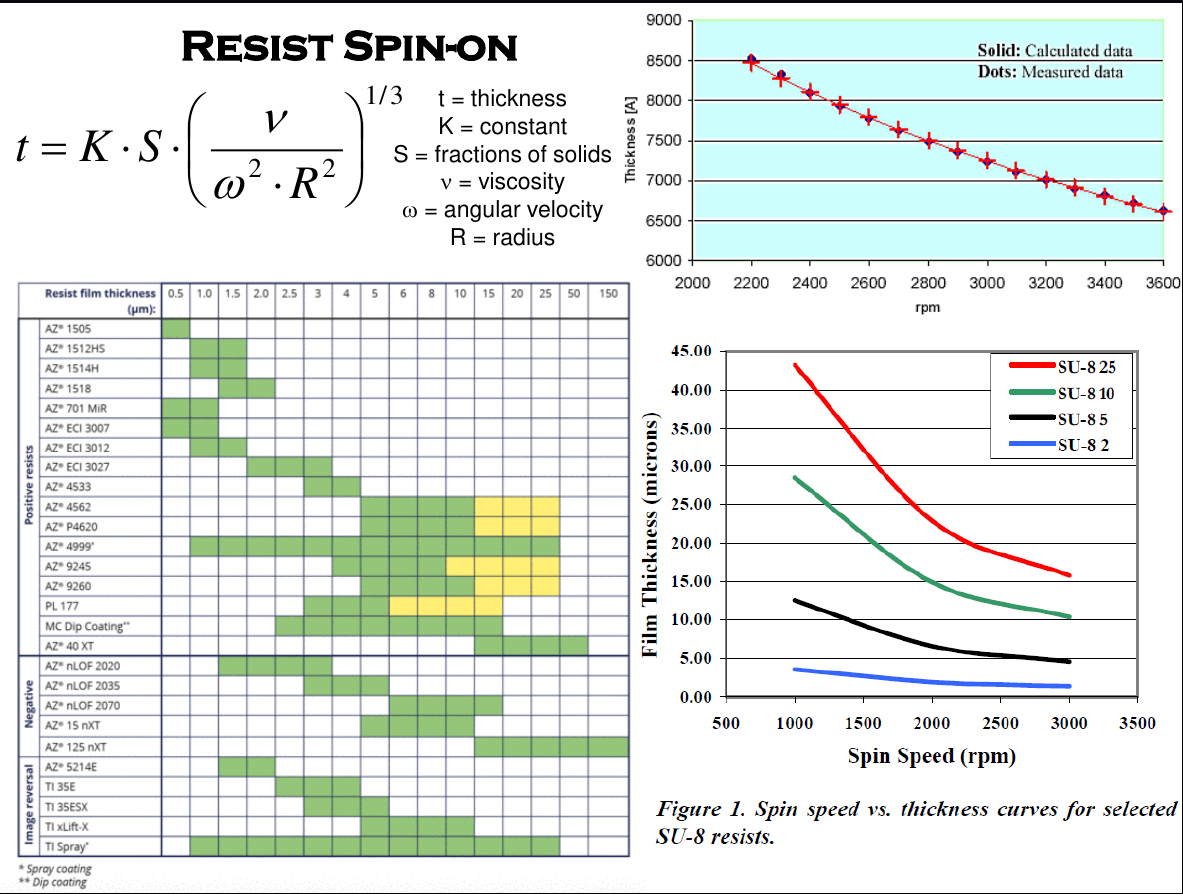 RESIST SPIN-ON
t = K · S · ( ν / ω² · R² )^1/3
t = thickness
K = constant
S = fractions of solids
ν = viscosity
ω = angular velocity
R = radius
9000
8500
8000
7500
7000
6500
6000
Thickness [A]
Solid: Calculated data
Dots: Measured data
2000 2200 2400 2600 2800 3000 3200 3400 3600
rpm
Resist film thickness (µm): 0.5 1.0 1.5 2.0 2.5 3 4 5 6 8 10 15 20 25 50 150
Positive resists
AZ® 1505
AZ® 1512HS
AZ® 1514H
AZ® 1518
AZ® 701 MiR
AZ® ECI 3007
AZ® ECI 3012
AZ® ECI 3027
AZ® 4533
AZ® 4562
AZ® P4620
AZ® 4999*
AZ® 9245
AZ® 9260
PL 177
MC Dip Coating**
AZ® 40 XT
Negative
AZ® nLOF 2020
AZ® nLOF 2035
AZ® nLOF 2070
AZ® 15 nXT
AZ® 125 nXT
Image reversal
AZ® 5214E
TI 35E
TI 35ESX
TI xLift-X
TI Spray*
* Spray coating
** Dip coating
45.00
40.00
35.00
30.00
25.00
20.00
15.00
10.00
5.00
0.00
Film Thickness (microns)
SU-8 25
SU-8 10
SU-8 5
SU-8 2
500 1000 1500 2000 2500 3000 3500
Spin Speed (rpm)
Figure 1. Spin speed vs. thickness curves for selected
SU-8 resists.